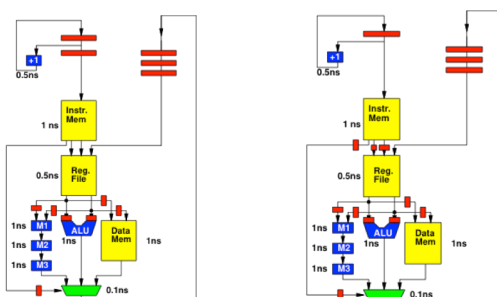 +1
0.5ns
Instr.
Mem
1 ns
0.5ns
Reg.
File
1ns
M1
1ns
M2
1ns
M3
ALU
1ns
Data
Mem
1ns
0.1ns
+1
0.5ns
Instr.
Mem
1 ns
0.5ns
Reg.
File
1ns
M1
1ns
M2
1ns
M3
ALU
1ns
Data
Mem
1ns
0.1ns